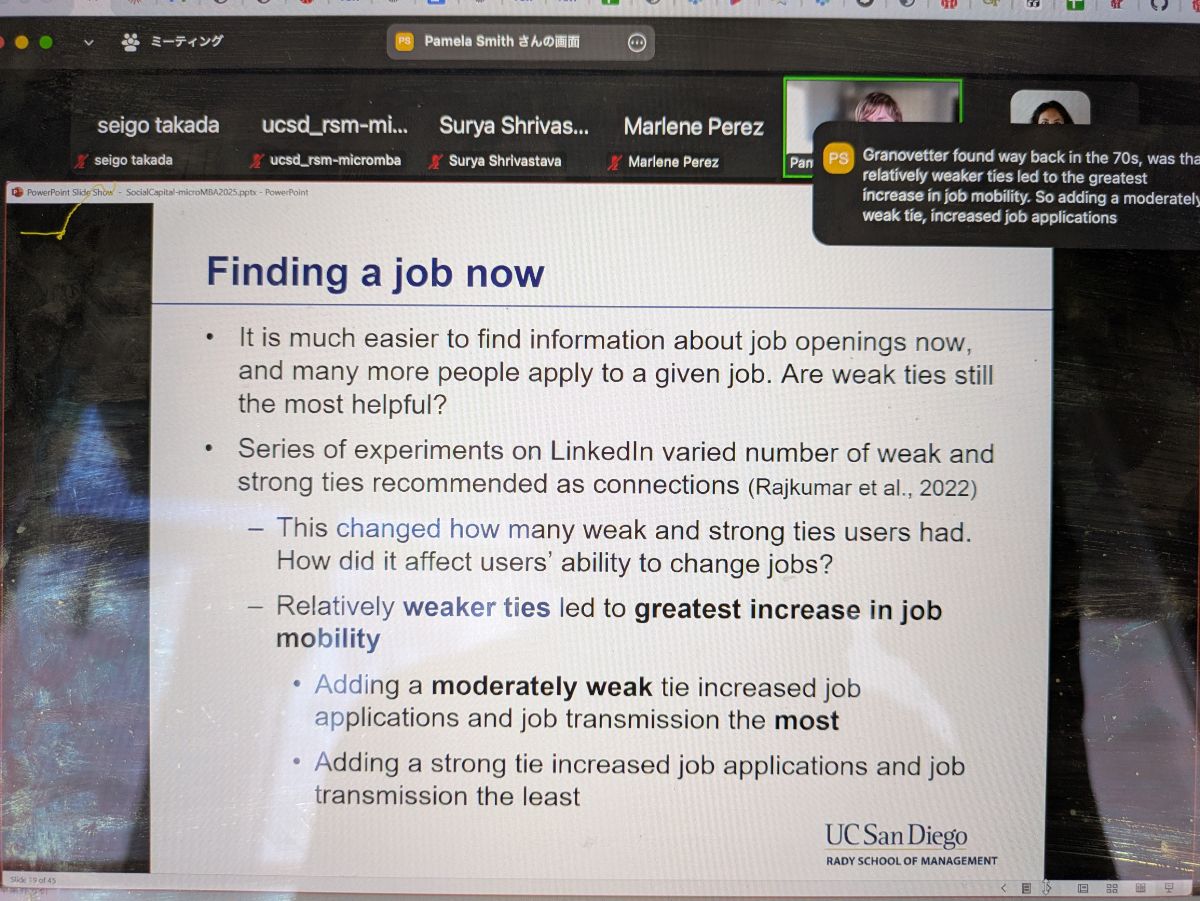 ミーティング
PS Pamela Smith さんの画面
seigo takada
ucsd_rsm-mi...
Surya Shrivas...
Marlene Perez
seigo takada
ucsd_rsm-micromba
Surya Shrivastava
Marlene Perez
Pam
PS
Granovetter found way back in the 70s, was tha
relatively weaker ties led to the greatest
increase in job mobility. So adding a moderately
weak tie, increased job applications
PowerPoint Slide Show - SocialCapital-microMBA2025.pptx - PowerPoint
Finding a job now
• It is much easier to find information about job openings now,
and many more people apply to a given job. Are weak ties still
the most helpful?
• Series of experiments on LinkedIn varied number of weak and
strong ties recommended as connections (Rajkumar et al., 2022)
– This changed how many weak and strong ties users had.
How did it affect users' ability to change jobs?
– Relatively weaker ties led to greatest increase in job
mobility
• Adding a moderately weak tie increased job
applications and job transmission the most
• Adding a strong tie increased job applications and job
transmission the least
UC San Diego
RADY SCHOOL OF MANAGEMENT
Slide 19 of 45